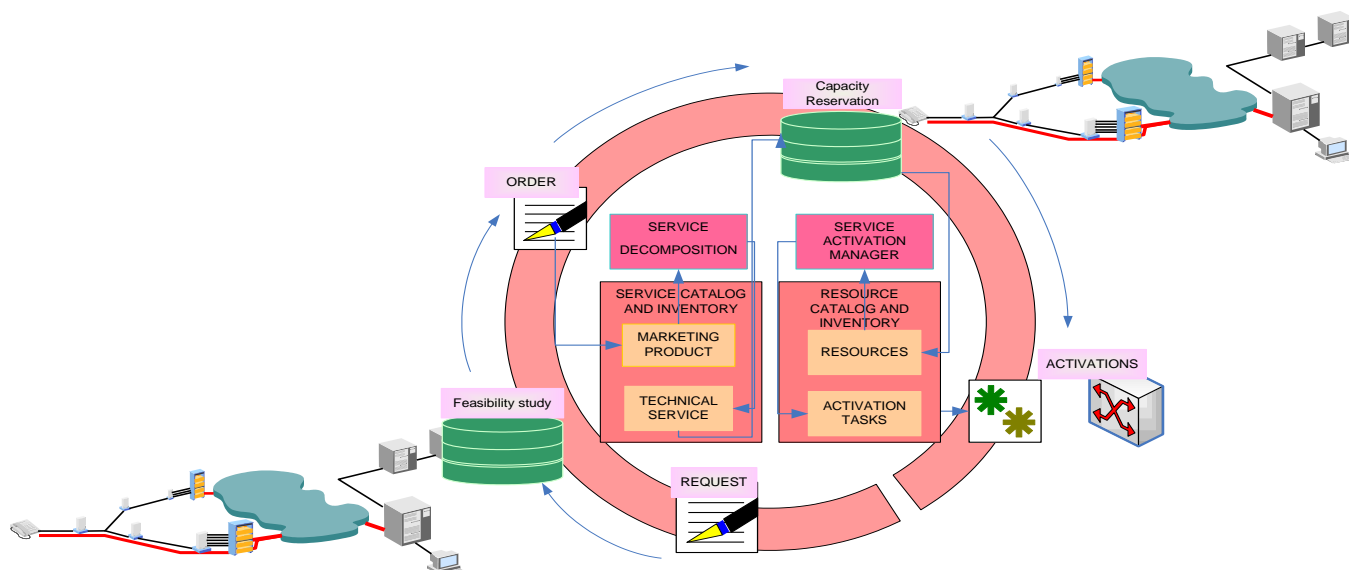 Capacity
Reservation
ORDER
SERVICE
DECOMPOSITION
SERVICE
ACTIVATION
MANAGER
SERVICE CATALOG
AND INVENTORY
RESOURCE
CATALOG AND
INVENTORY
MARKETING
PRODUCT
RESOURCES
ACTIVATIONS
Feasibility study
TECHNICAL
SERVICE
ACTIVATION
TASKS
REQUEST